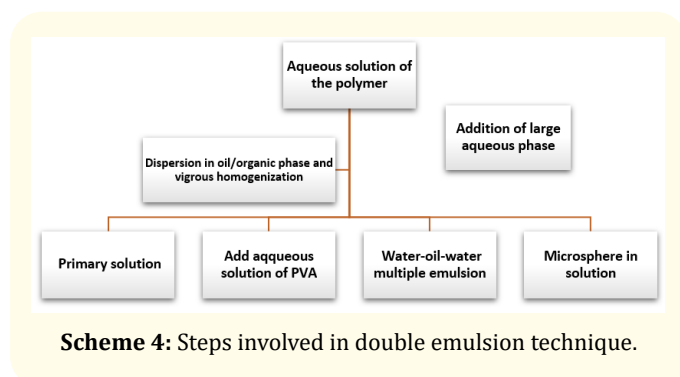 Aqueous solution of
the polymer
Addition of large
aqueous phase
Dispersion in oil/organic phase and
vigrous homogenization
Primary solution
Add aqqueous
solution of PVA
Water-oil-water
multiple emulsion
Microsphere in
solution
Scheme 4: Steps involved in double emulsion technique.